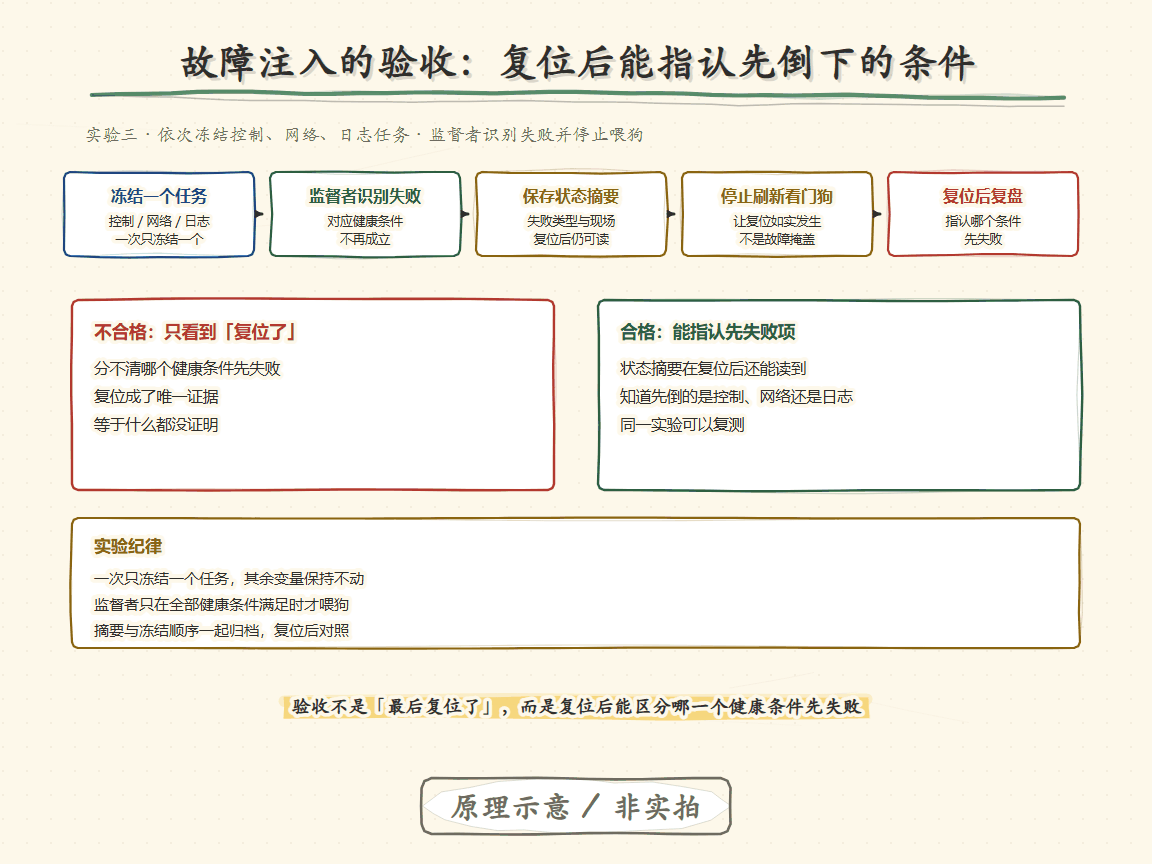 故障注入的验收：复位后能指认先倒下的条件
实验三 · 依次冻结控制、网络、日志任务 · 监督者识别失败并停止喂狗
冻结一个任务
控制 / 网络 / 日志
一次只冻结一个
监督者识别失败
对应健康条件
不再成立
保存状态摘要
失败类型与现场
复位后仍可读
停止刷新看门狗
让复位如实发生
不是故障掩盖
复位后复盘
指认哪个条件
先失败
不合格：只看到「复位了」
分不清哪个健康条件先失败
复位成了唯一证据
等于什么都没证明
合格：能指认先失败项
状态摘要在复位后还能读到
知道先倒的是控制、网络还是日志
同一实验可以复测
实验纪律
一次只冻结一个任务，其余变量保持不动
监督者只在全部健康条件满足时才喂狗
摘要与冻结顺序一起归档，复位后对照
验收不是「最后复位了」，而是复位后能区分哪一个健康条件先失败
原理示意 / 非实拍